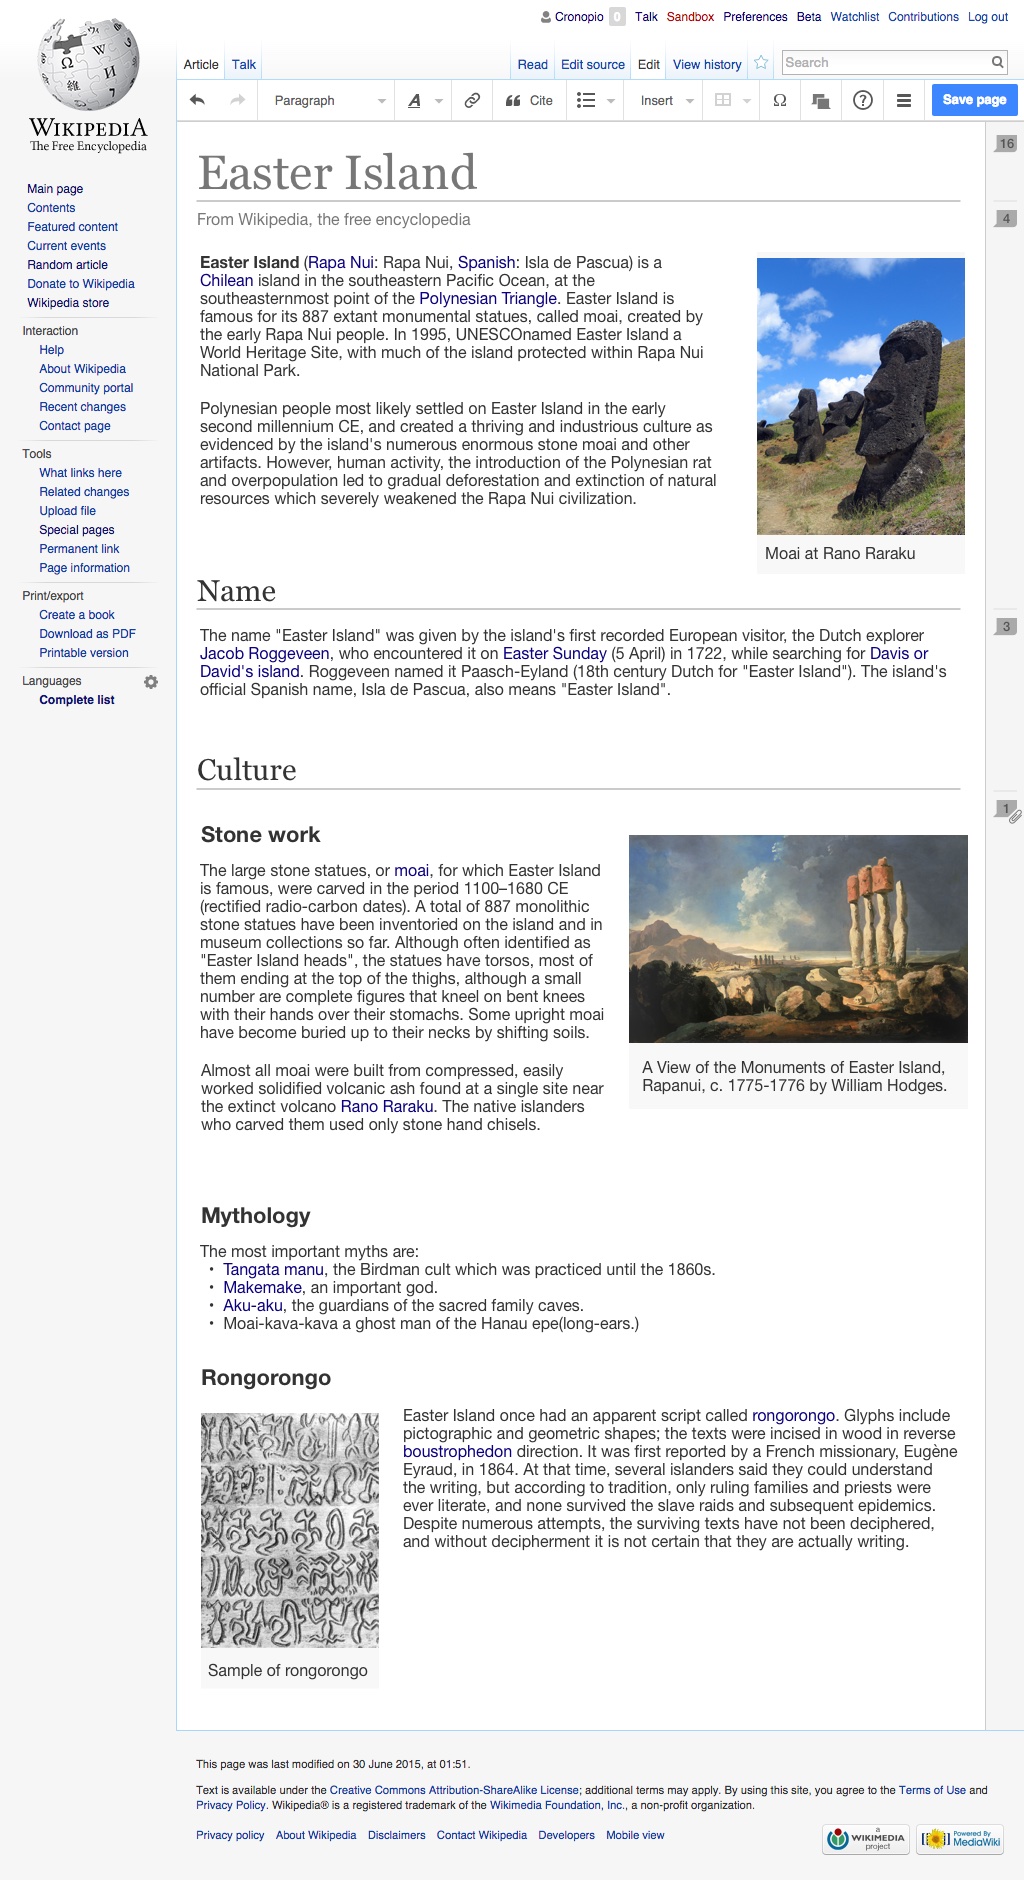 Cronopio 0 Talk Sandbox Preferences Beta Watchlist Contributions Log out
Article Talk Read Edit source Edit View history Search
Paragraph A Cite Insert Ω ? Save page
WIKIPEDIA
The Free Encyclopedia
Main page
Contents
Featured content
Current events
Random article
Donate to Wikipedia
Wikipedia store
Interaction
Help
About Wikipedia
Community portal
Recent changes
Contact page
Tools
What links here
Related changes
Upload file
Special pages
Permanent link
Page information
Print/export
Create a book
Download as PDF
Printable version
Languages
Complete list
Easter Island
16
From Wikipedia, the free encyclopedia
4
Easter Island (Rapa Nui: Rapa Nui, Spanish: Isla de Pascua) is a
Chilean island in the southeastern Pacific Ocean, at the
southeasternmost point of the Polynesian Triangle. Easter Island is
famous for its 887 extant monumental statues, called moai, created by
the early Rapa Nui people. In 1995, UNESCOnamed Easter Island a
World Heritage Site, with much of the island protected within Rapa Nui
National Park.
Polynesian people most likely settled on Easter Island in the early
second millennium CE, and created a thriving and industrious culture as
evidenced by the island's numerous enormous stone moai and other
artifacts. However, human activity, the introduction of the Polynesian rat
and overpopulation led to gradual deforestation and extinction of natural
resources which severely weakened the Rapa Nui civilization.
Moai at Rano Raraku
Name
3
The name "Easter Island" was given by the island's first recorded European visitor, the Dutch explorer
Jacob Roggeveen, who encountered it on Easter Sunday (5 April) in 1722, while searching for Davis or
David's island. Roggeveen named it Paasch-Eyland (18th century Dutch for "Easter Island"). The island's
official Spanish name, Isla de Pascua, also means "Easter Island".
Culture
1
Stone work
The large stone statues, or moai, for which Easter Island
is famous, were carved in the period 1100–1680 CE
(rectified radio-carbon dates). A total of 887 monolithic
stone statues have been inventoried on the island and in
museum collections so far. Although often identified as
"Easter Island heads", the statues have torsos, most of
them ending at the top of the thighs, although a small
number are complete figures that kneel on bent knees
with their hands over their stomachs. Some upright moai
have become buried up to their necks by shifting soils.
Almost all moai were built from compressed, easily
worked solidified volcanic ash found at a single site near
the extinct volcano Rano Raraku. The native islanders
who carved them used only stone hand chisels.
A View of the Monuments of Easter Island,
Rapanui, c. 1775-1776 by William Hodges.
Mythology
The most important myths are:
• Tangata manu, the Birdman cult which was practiced until the 1860s.
• Makemake, an important god.
• Aku-aku, the guardians of the sacred family caves.
• Moai-kava-kava a ghost man of the Hanau epe(long-ears.)
Rongorongo
Easter Island once had an apparent script called rongorongo. Glyphs include
pictographic and geometric shapes; the texts were incised in wood in reverse
boustrophedon direction. It was first reported by a French missionary, Eugène
Eyraud, in 1864. At that time, several islanders said they could understand
the writing, but according to tradition, only ruling families and priests were
ever literate, and none survived the slave raids and subsequent epidemics.
Despite numerous attempts, the surviving texts have not been deciphered,
and without decipherment it is not certain that they are actually writing.
Sample of rongorongo
This page was last modified on 30 June 2015, at 01:51.
Text is available under the Creative Commons Attribution-ShareAlike License; additional terms may apply. By using this site, you agree to the Terms of Use and
Privacy Policy. Wikipedia® is a registered trademark of the Wikimedia Foundation, Inc., a non-profit organization.
Privacy policy About Wikipedia Disclaimers Contact Wikipedia Developers Mobile view
a
WIKIMEDIA
project
Powered By
MediaWiki